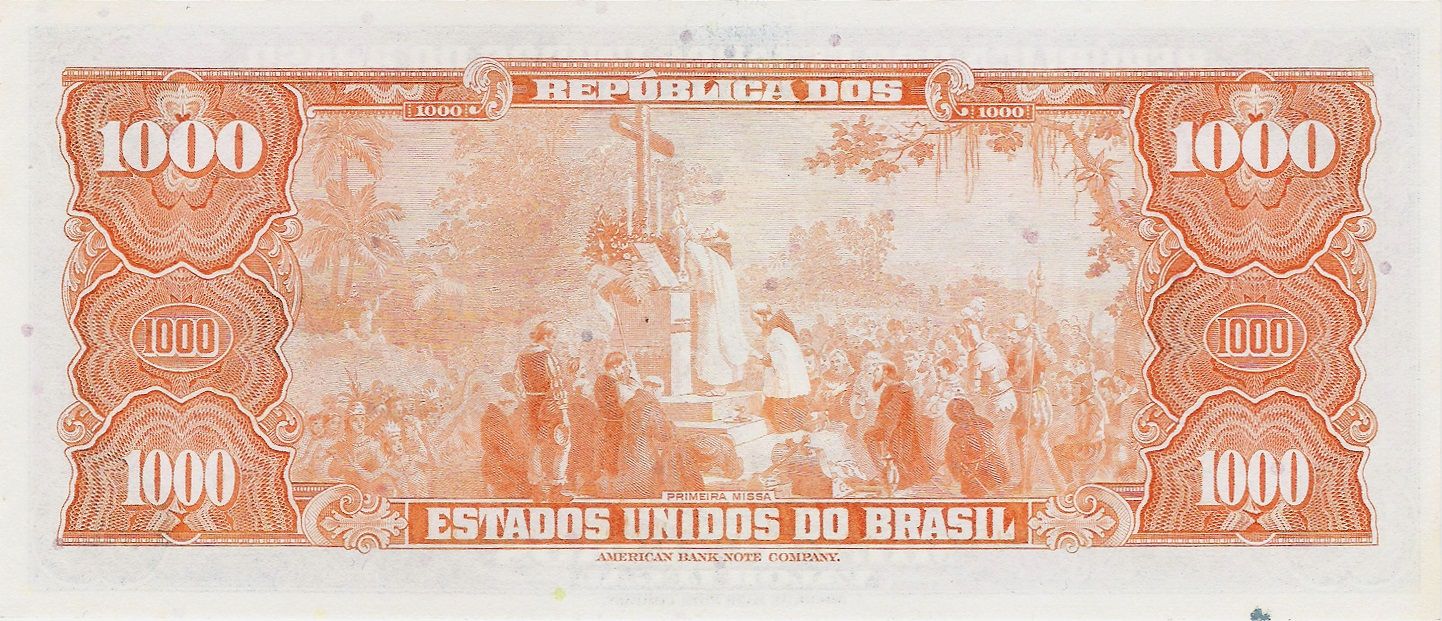 REPÚBLICA DOS
1000 1000
1000 1000
1000 1000
1000 1000
PRIMEIRA MISSA
ESTADOS UNIDOS DO BRASIL
AMERICAN BANK NOTE COMPANY.